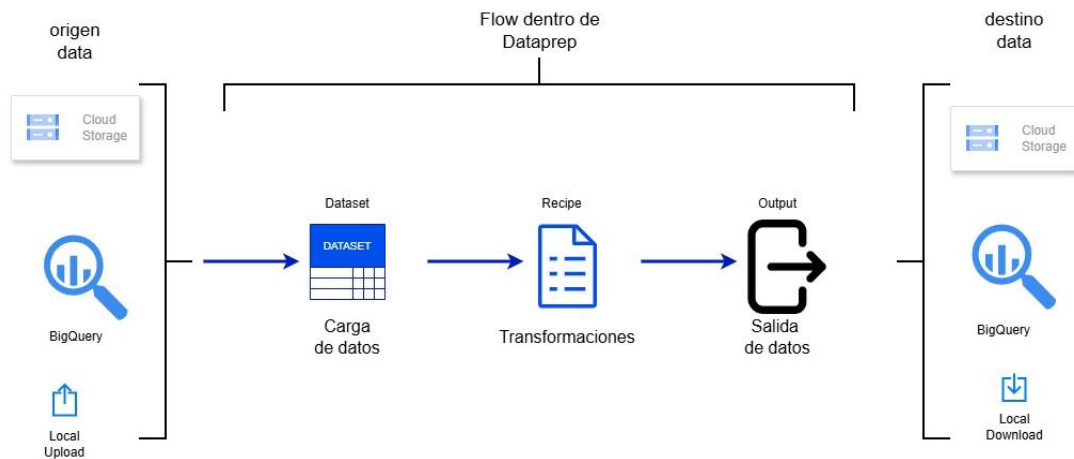 origen
data
Flow dentro de
Dataprep
destino
data
Cloud
Storage
BigQuery
Local
Upload
Dataset
DATASET
Carga
de datos
Recipe
Transformaciones
Output
Salida
de datos
Cloud
Storage
BigQuery
Local
Download